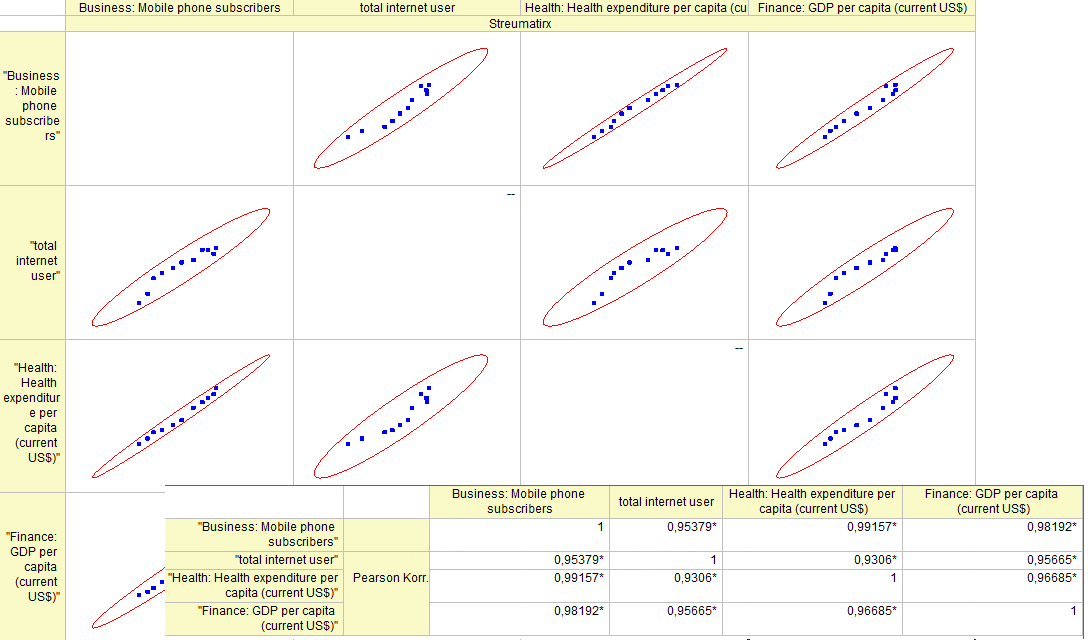 Business: Mobile phone subscribers total internet user Health: Health expenditure per capita (cu Finance: GDP per capita (current US$)
Streumatirx
"Business
: Mobile
phone
subscribe
rs"
--
"total
internet
user"
--
"Health:
Health
expenditur
e per
capita
(current
US$)"
"Finance:
GDP per
capita
(current
US$)"
Business: Mobile phone
subscribers
total internet user
Health: Health expenditure per
capita (current US$)
Finance: GDP per capita
(current US$)
"Business: Mobile phone
subscribers"
1 0,95379* 0,99157* 0,98192*
"total internet user" 0,95379* 1 0,9306* 0,95665*
"Health: Health expenditure per
capita (current US$)"
Pearson Korr.
0,99157* 0,9306* 1 0,96685*
"Finance: GDP per capita
(current US$)"
0,98192* 0,95665* 0,96685* 1